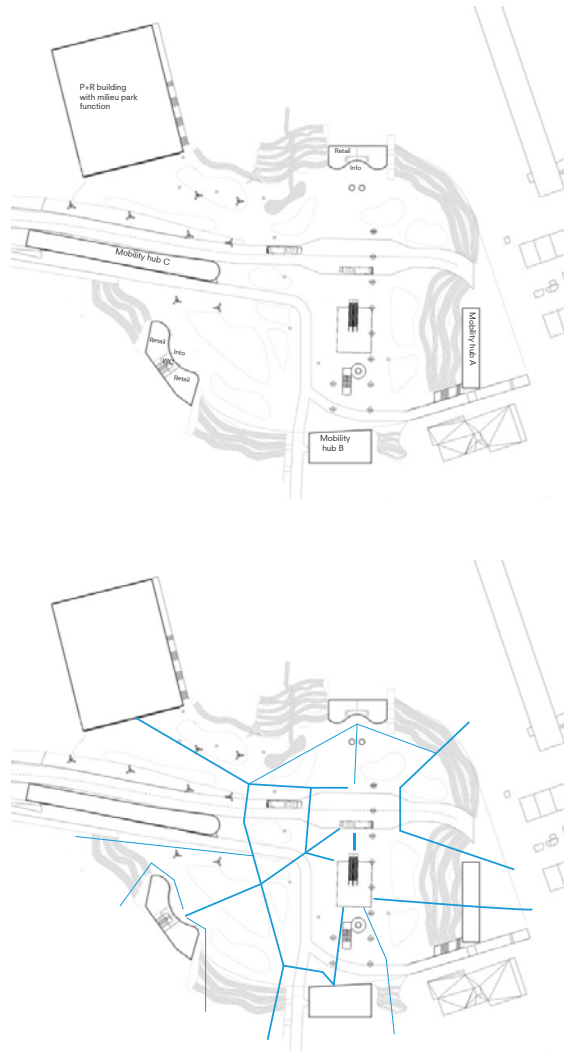 P+R building
with milieu park
function
Retail
Info
Mobility hub C
Mobility hub A
Retail
Info
WC
Retail
Mobility
hub B